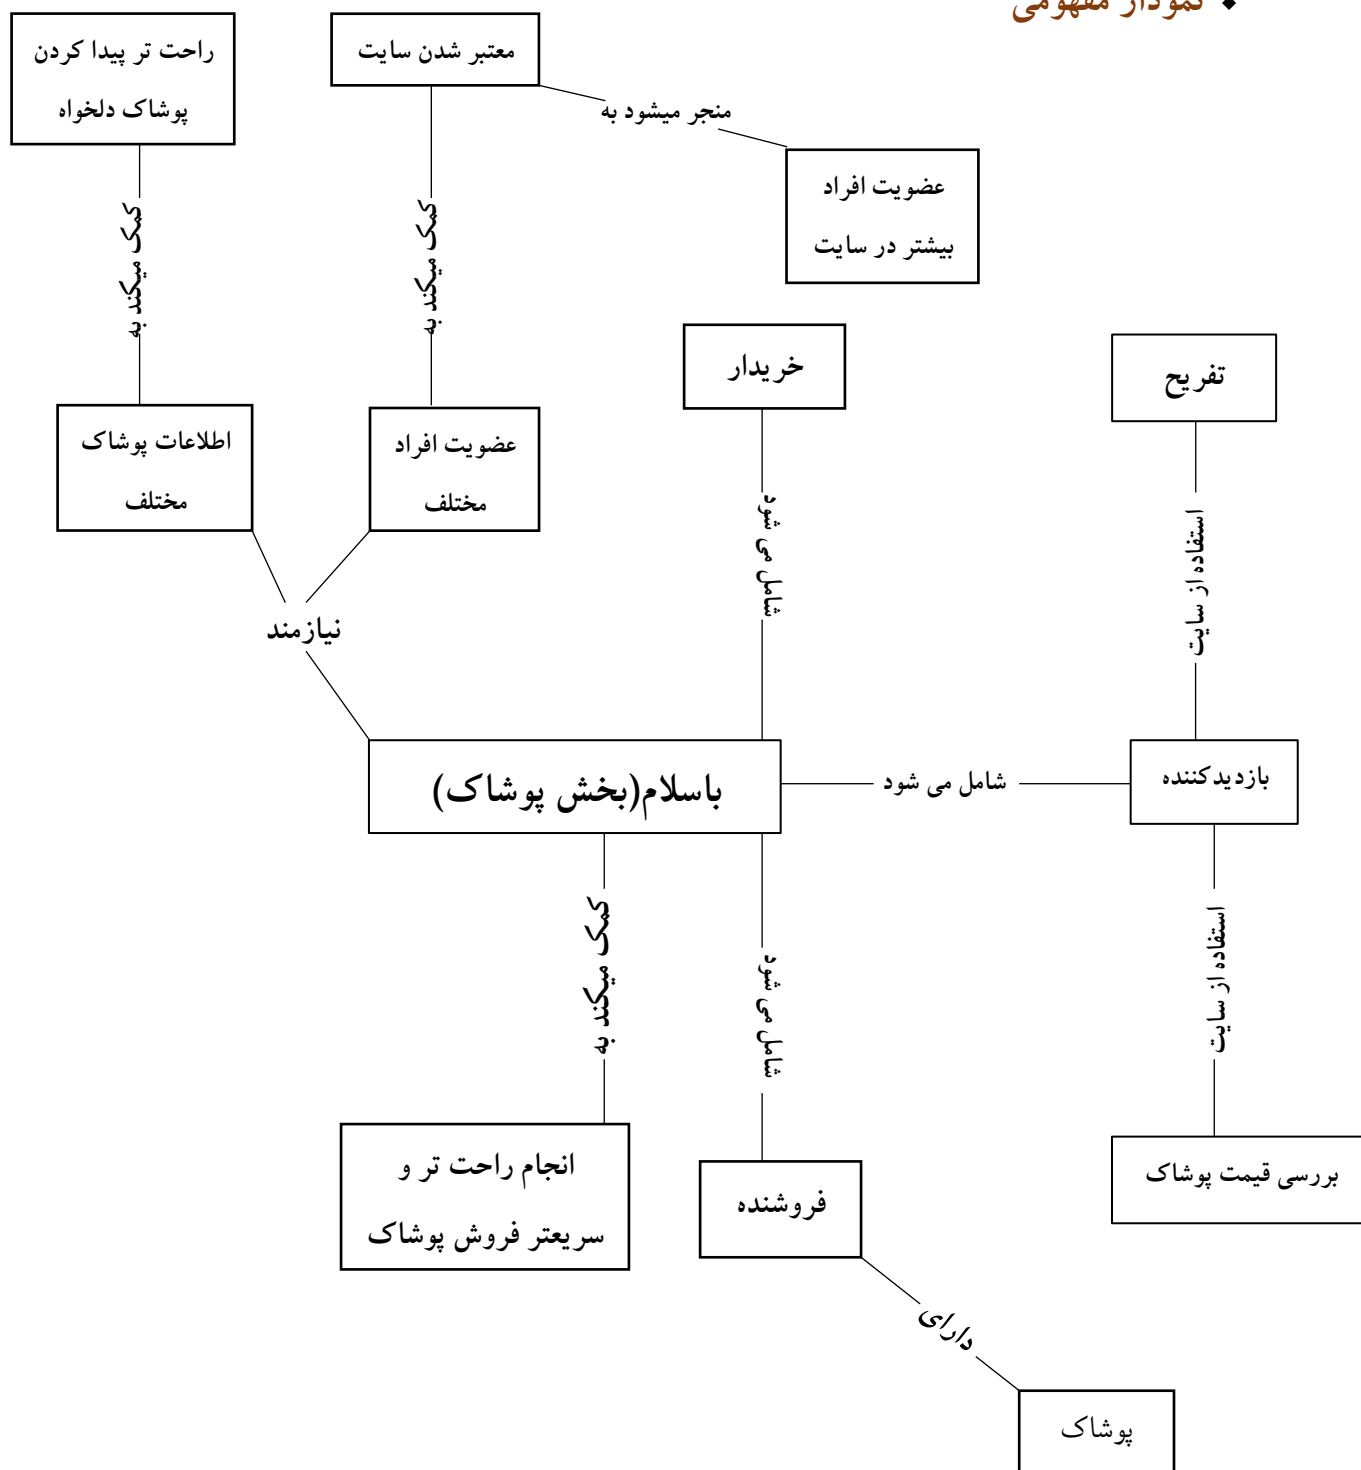 نمودار مفهومی
معتبر شدن سایت
راحت تر پیدا کردن
پوشاک دلخواه
منجر میشود به
عضویت افراد
بیشتر در سایت
کمک میکند به
کمک میکند به
تفریح
خریدار
عضویت افراد
مختلف
اطلاعات پوشاک
مختلف
استفاده از سایت
شامل می شود
نیازمند
بازدیدکننده
شامل می شود
باسلام(بخش پوشاک)
استفاده از سایت
شامل می شود
کمک میکند به
بررسی قیمت پوشاک
فروشنده
انجام راحت تر و
سریعتر فروش پوشاک
دارای
پوشاک